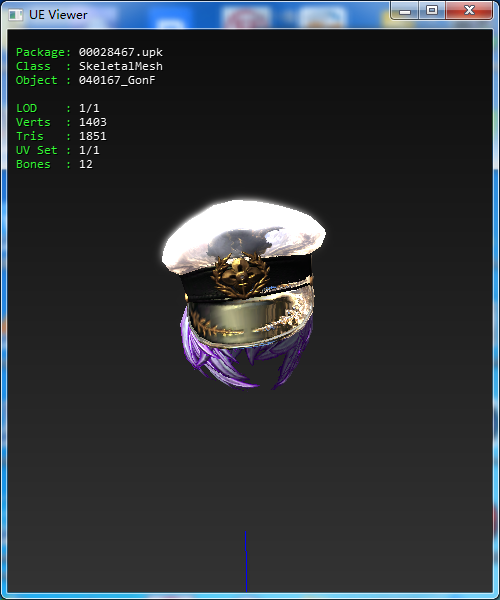 UE Viewer
Package: 00028467.upk
Class  : SkeletalMesh
Object : 040167_GonF
LOD    : 1/1
Verts  : 1403
Tris   : 1851
UV Set : 1/1
Bones  : 12